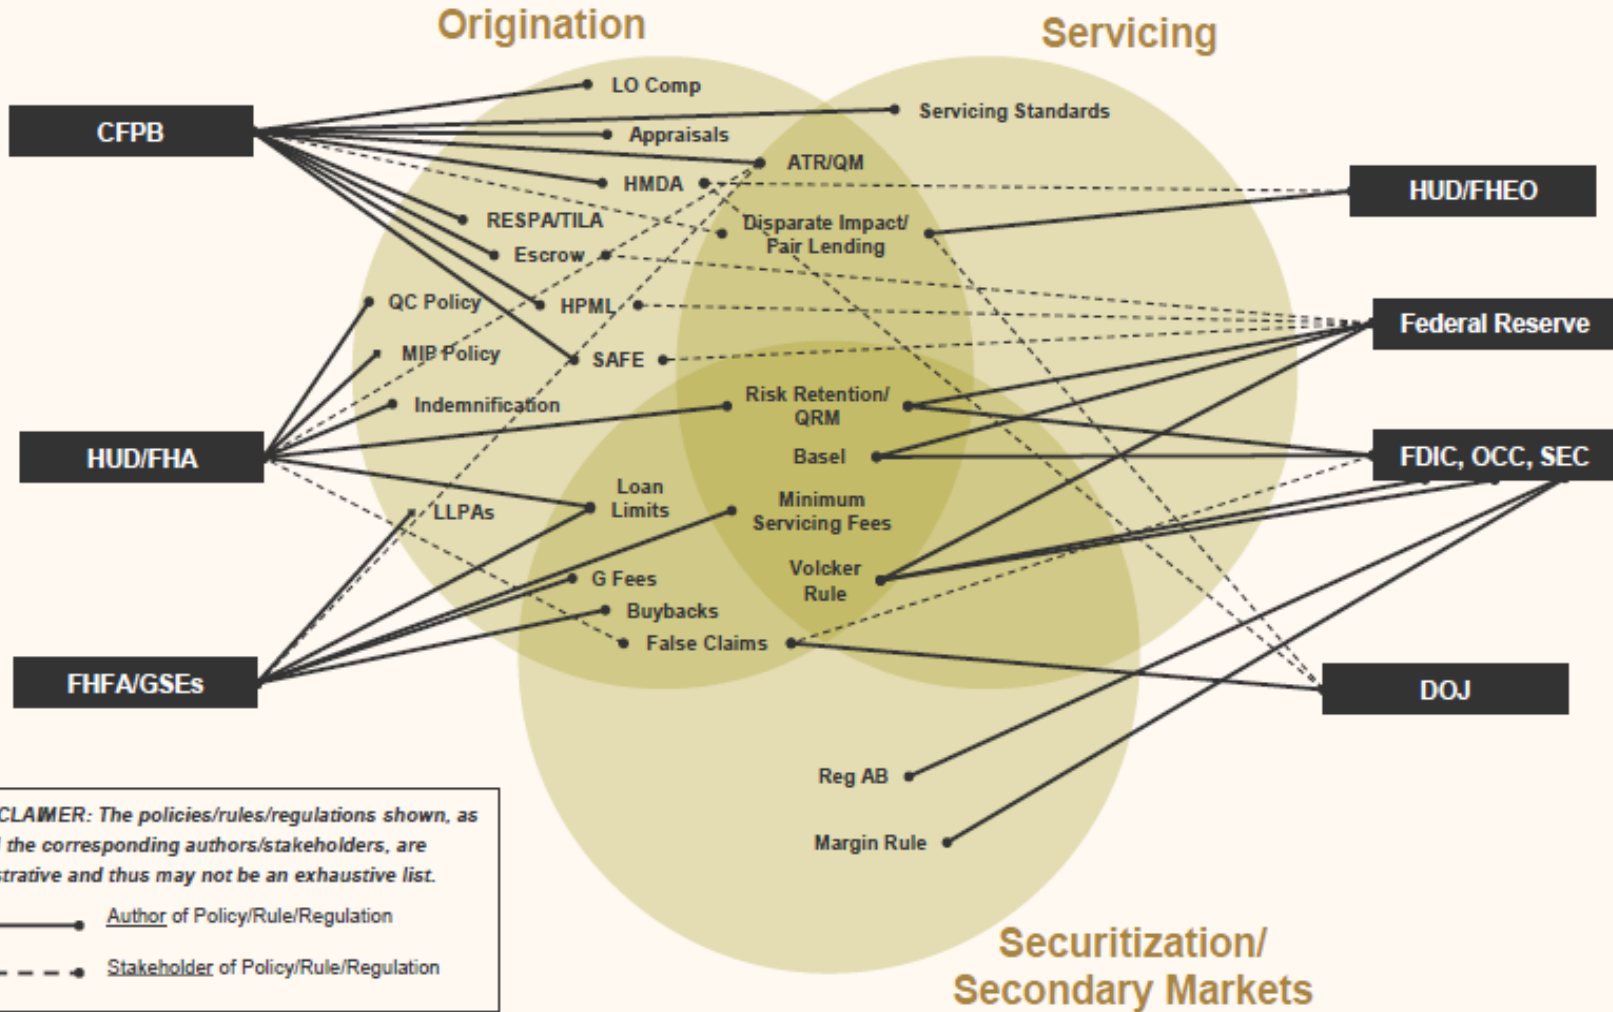 Origination
Servicing
LO Comp
CFPB
Servicing Standards
Appraisals
ATR/QM
HMDA
HUD/FHEO
RESPA/TILA
Disparate Impact/
Pair Lending
Escrow
QC Policy
HPML
Federal Reserve
MIP Policy
SAFE
Indemnification
Risk Retention/
QRM
HUD/FHA
Basel
FDIC, OCC, SEC
Loan
Limits
LLPAs
Minimum
Servicing Fees
G Fees
Volcker
Rule
Buybacks
False Claims
FHFA/GSEs
DOJ
Reg AB
Margin Rule
CLAIMER: The policies/rules/regulations shown, as
the corresponding authors/stakeholders, are
strative and thus may not be an exhaustive list.
Author of Policy/Rule/Regulation
Stakeholder of Policy/Rule/Regulation
Securitization/
Secondary Markets